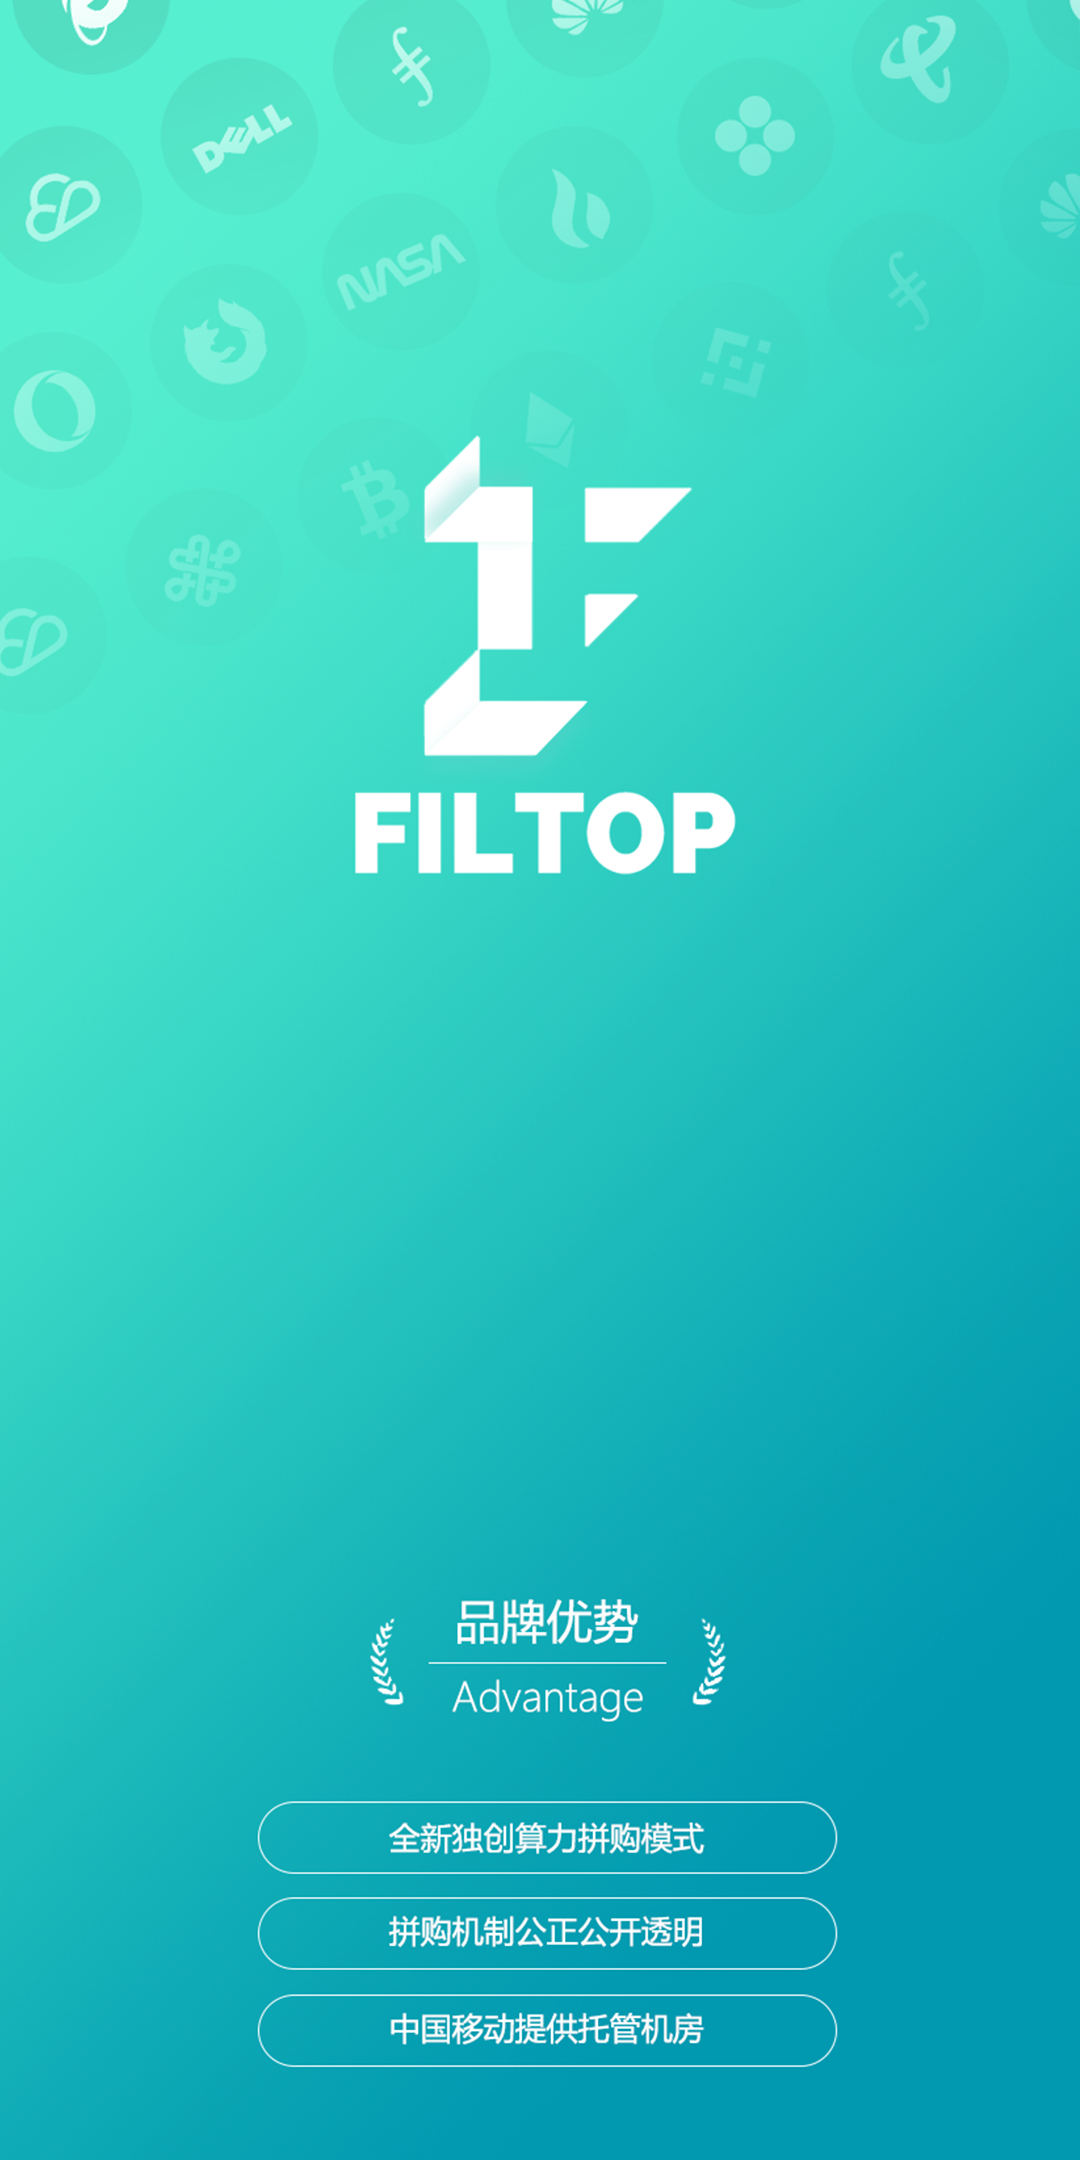 DELL
NASA
FILTOP
品牌优势
Advantage
全新独创算力拼购模式
拼购机制公正公开透明
中国移动提供托管机房